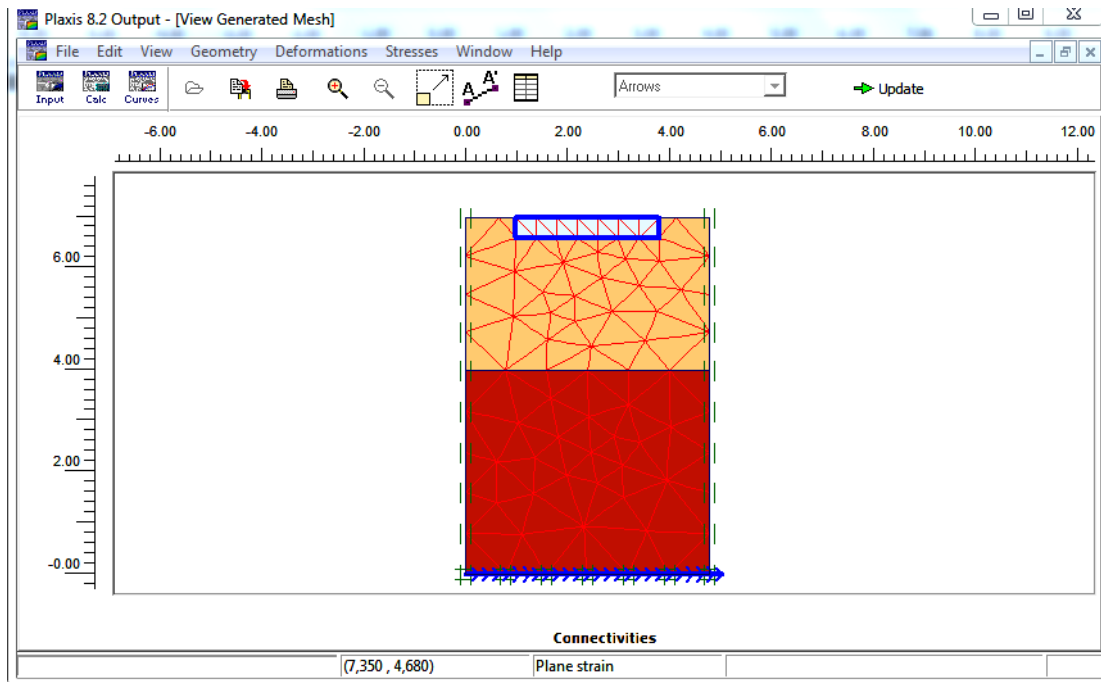 Plaxis 8.2 Output - [View Generated Mesh]
File Edit View Geometry Deformations Stresses Window Help
Input Calc Curves Arrows Update
-6.00 -4.00 -2.00 0.00 2.00 4.00 6.00 8.00 10.00 12.00
6.00
4.00
2.00
-0.00
Connectivities
(7,350 , 4,680) Plane strain